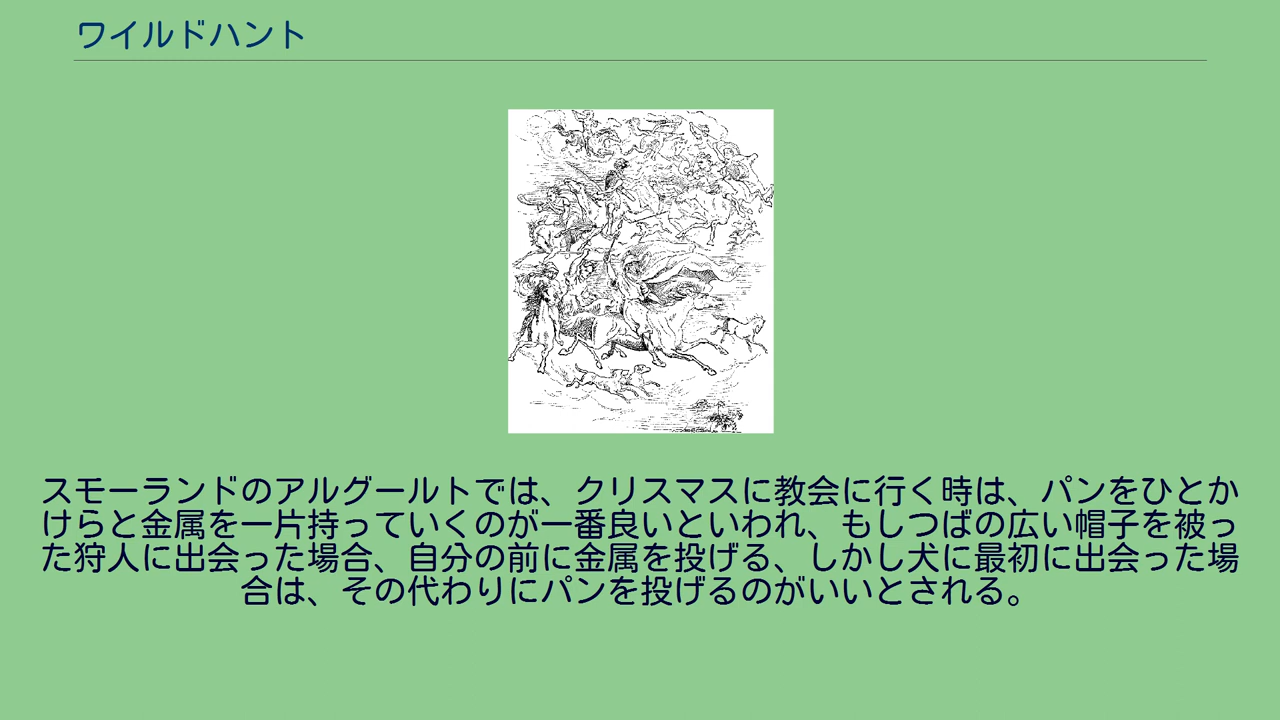 ワイルドハント
スモーランドのアルグールトでは、クリスマスに教会に行く時は、パンをひとか
けらと金属を一片持っていくのが一番良いといわれ、もしつばの広い帽子を被っ
た狩人に出会った場合、自分の前に金属を投げる、しかし犬に最初に出会った場
合は、その代わりにパンを投げるのがいいとされる。